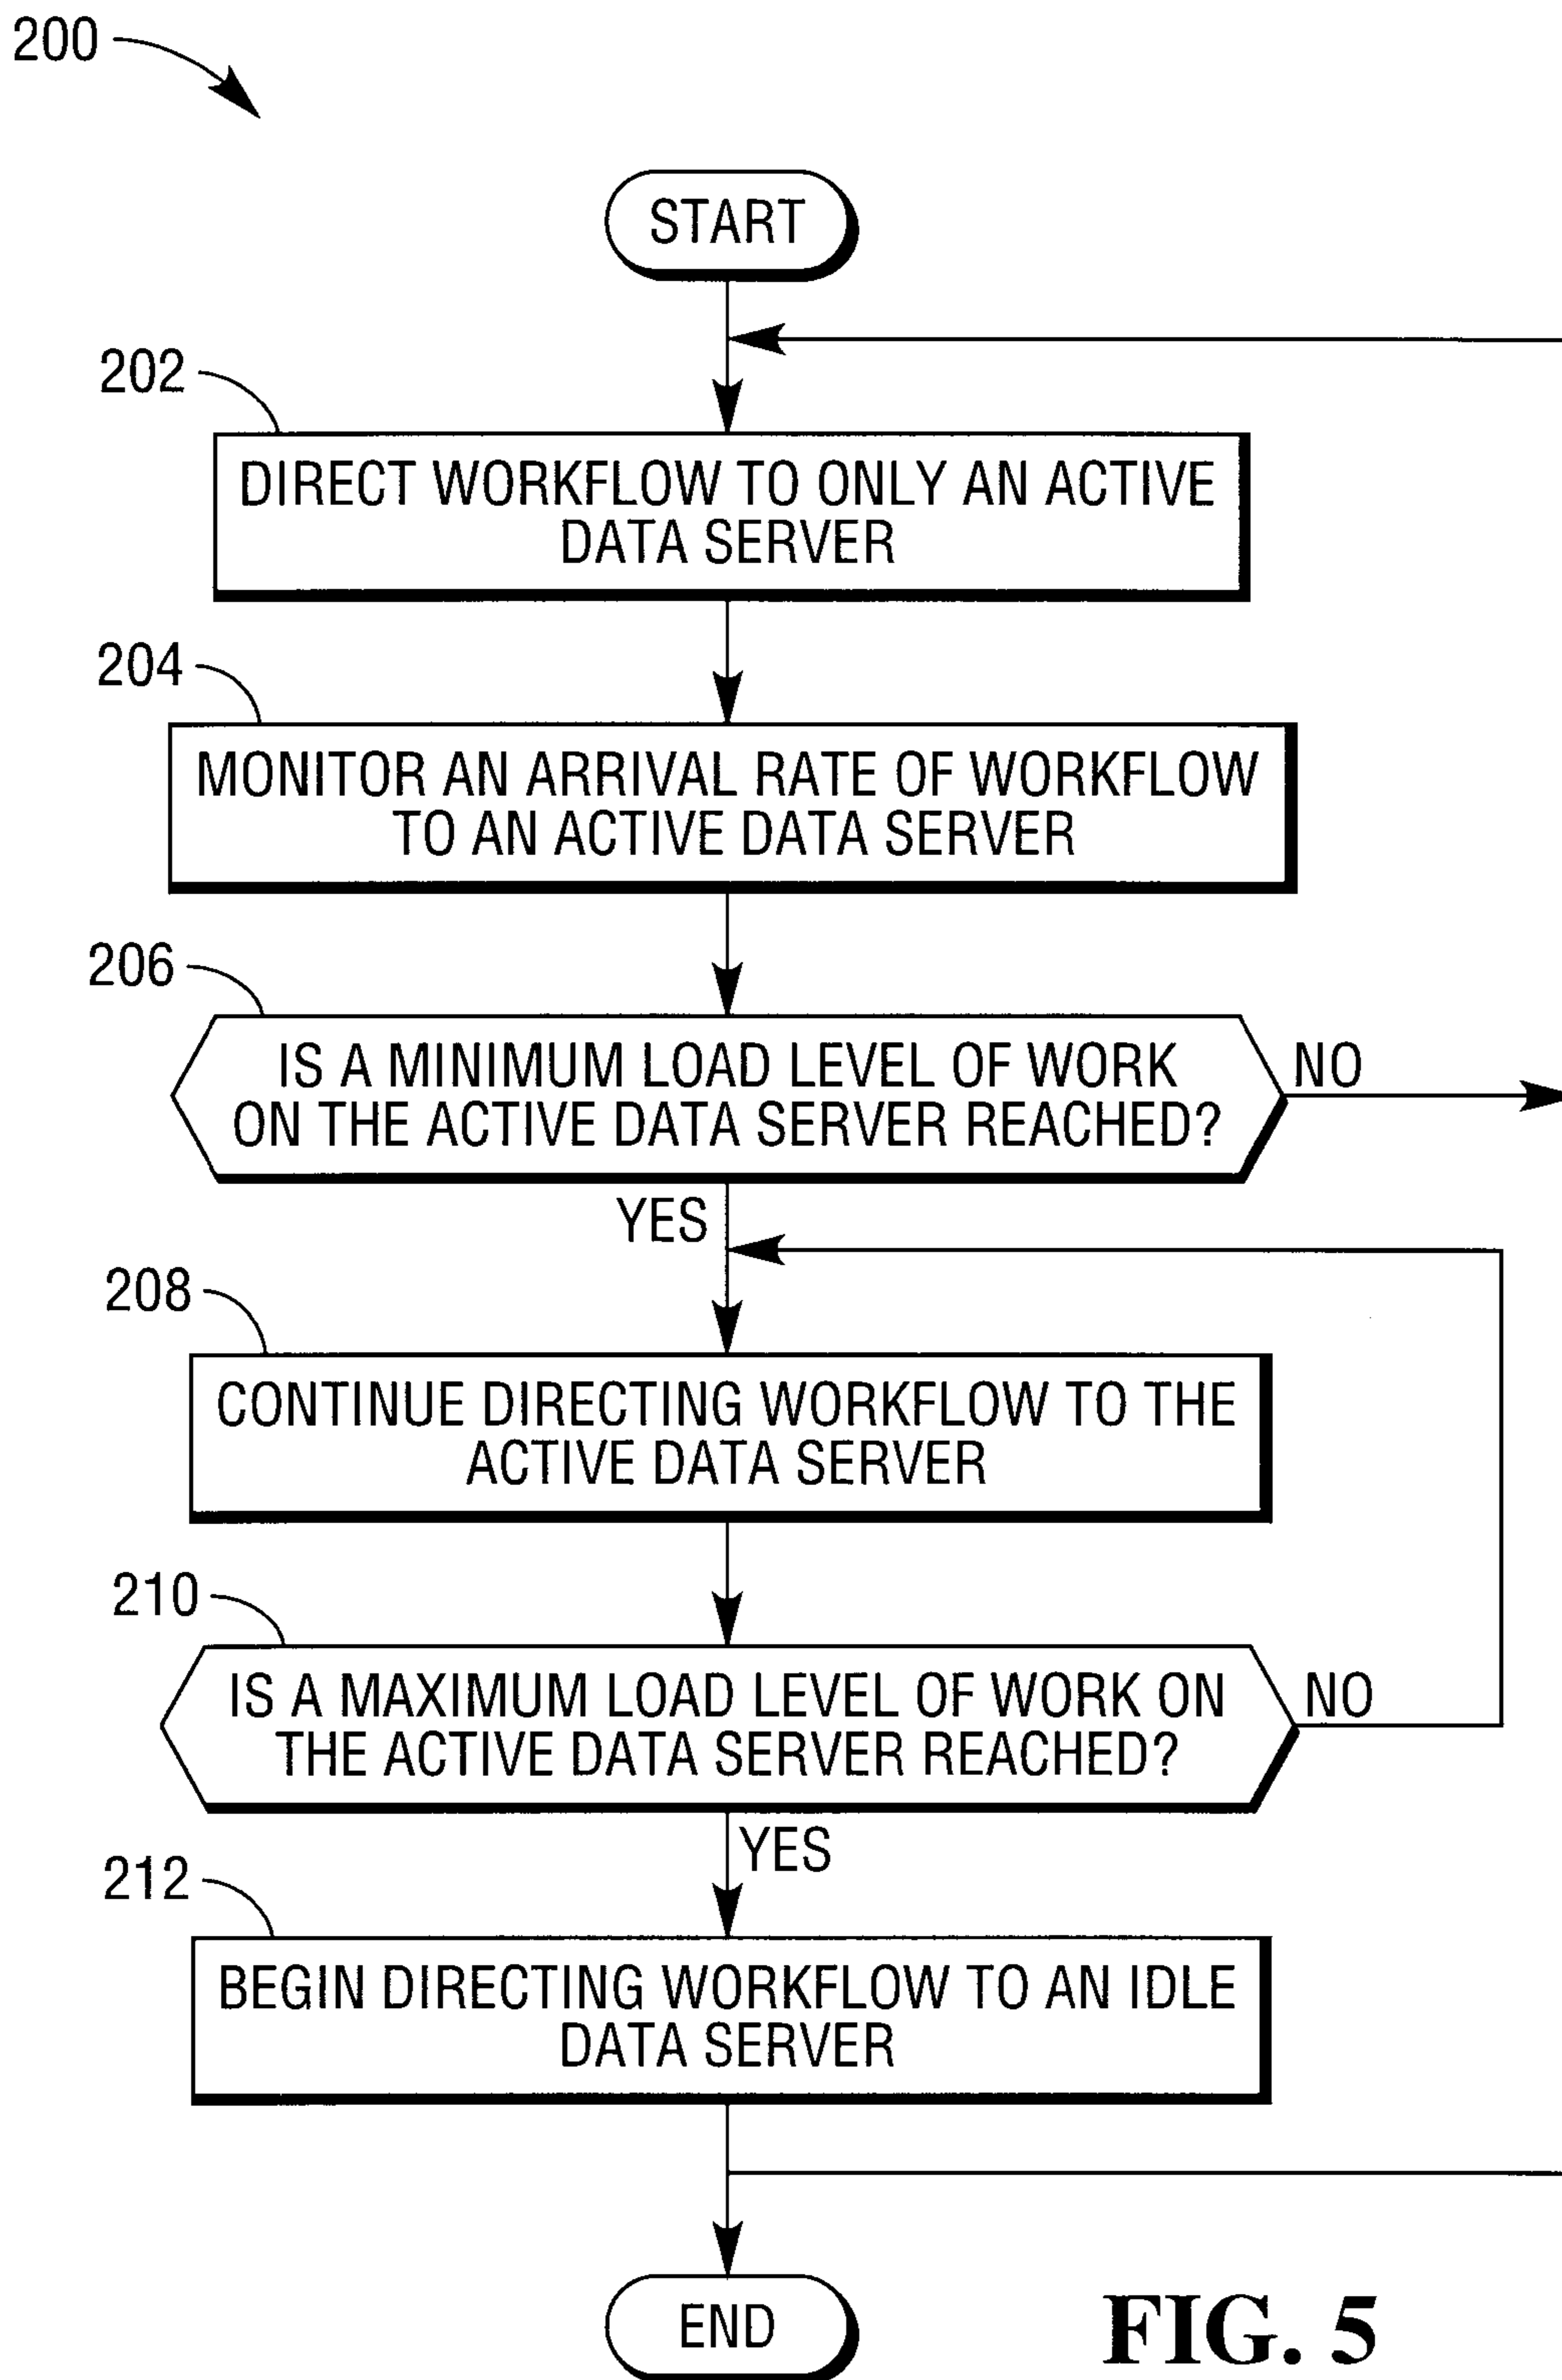 200
START
202
DIRECT WORKFLOW TO ONLY AN ACTIVE
DATA SERVER
204
MONITOR AN ARRIVAL RATE OF WORKFLOW
TO AN ACTIVE DATA SERVER
206
IS A MINIMUM LOAD LEVEL OF WORK
ON THE ACTIVE DATA SERVER REACHED?
NO
YES
208
CONTINUE DIRECTING WORKFLOW TO THE
ACTIVE DATA SERVER
210
IS A MAXIMUM LOAD LEVEL OF WORK ON
THE ACTIVE DATA SERVER REACHED?
NO
YES
212
BEGIN DIRECTING WORKFLOW TO AN IDLE
DATA SERVER
END
FIG. 5